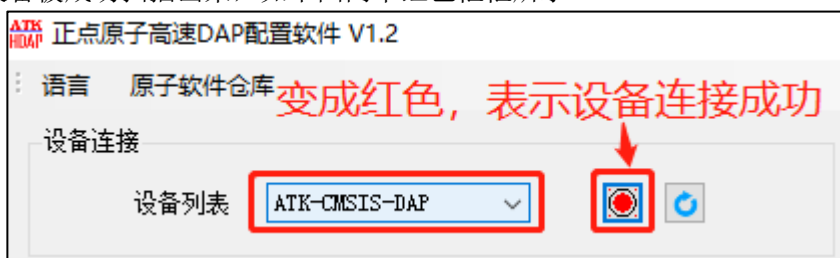 ATK
HDAP 正点原子高速DAP配置软件 V1.2
语言 原子软件仓库
变成红色，表示设备连接成功
设备连接
设备列表 ATK-CMSIS-DAP